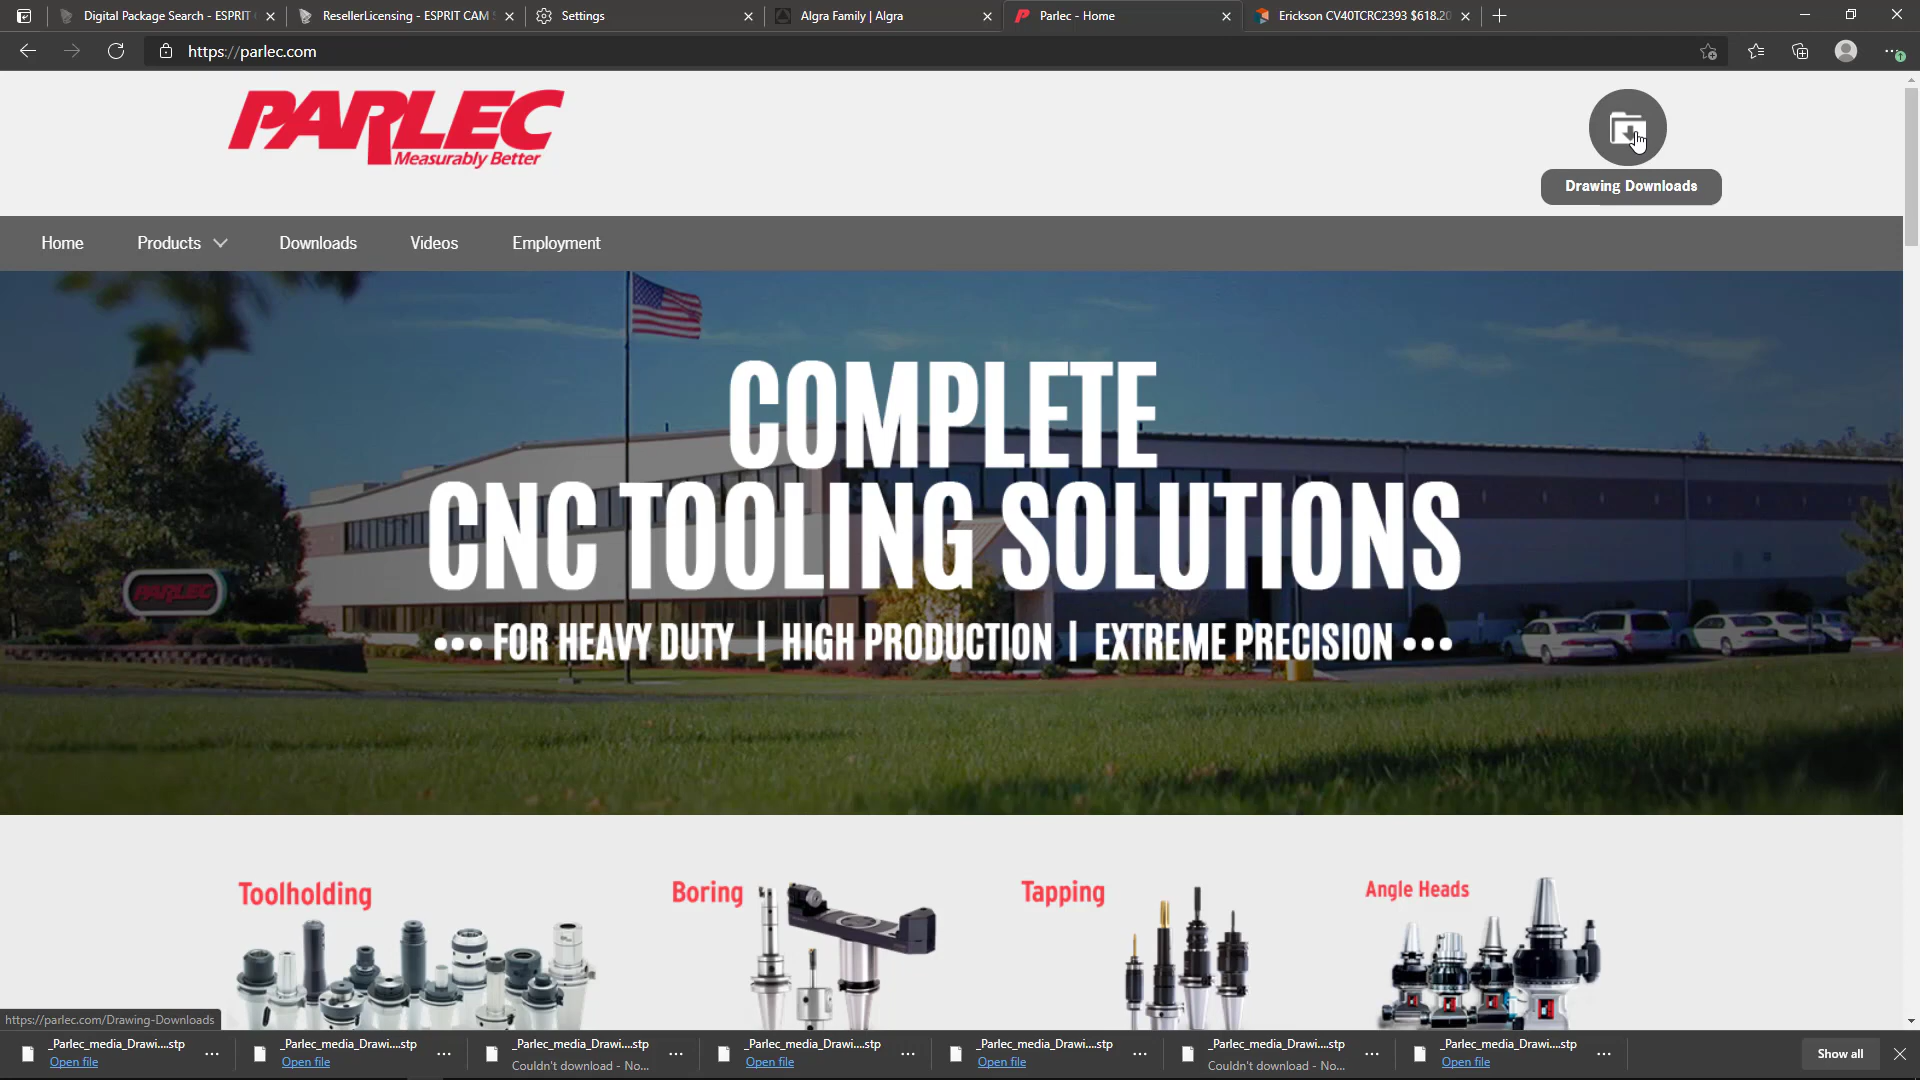 Digital Package Search - ESPRIT
ResellerLicensing - ESPRIT CAM
Settings
Algra Family | Algra
Parlec - Home
Erickson CV40TCRC2393 $618.20
https://parlec.com
PARLEC
Measurably Better
Drawing Downloads
Home
Products
Downloads
Videos
Employment
COMPLETE
CNC TOOLING SOLUTIONS
••• FOR HEAVY DUTY | HIGH PRODUCTION | EXTREME PRECISION •••
PARLEC
Toolholding
Boring
Tapping
Angle Heads
https://parlec.com/Drawing-Downloads
_Parlec_media_Drawi....stp
Open file
_Parlec_media_Drawi....stp
Open file
_Parlec_media_Drawi....stp
Couldn't download - No...
_Parlec_media_Drawi....stp
Open file
_Parlec_media_Drawi....stp
Open file
_Parlec_media_Drawi....stp
Couldn't download - No...
_Parlec_media_Drawi....stp
Open file
Show all